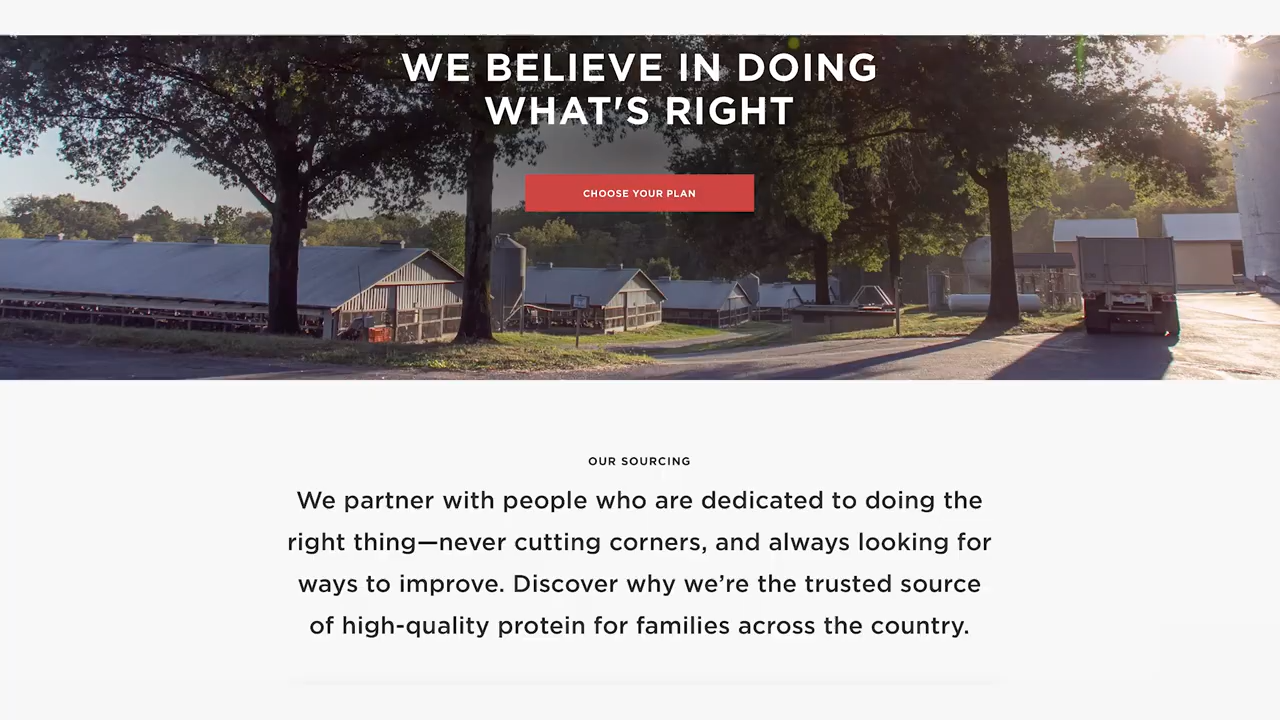 WE BELIEVE IN DOING
WHAT'S RIGHT
CHOOSE YOUR PLAN
OUR SOURCING
We partner with people who are dedicated to doing the
right thing—never cutting corners, and always looking for
ways to improve. Discover why we’re the trusted source
of high-quality protein for families across the country.